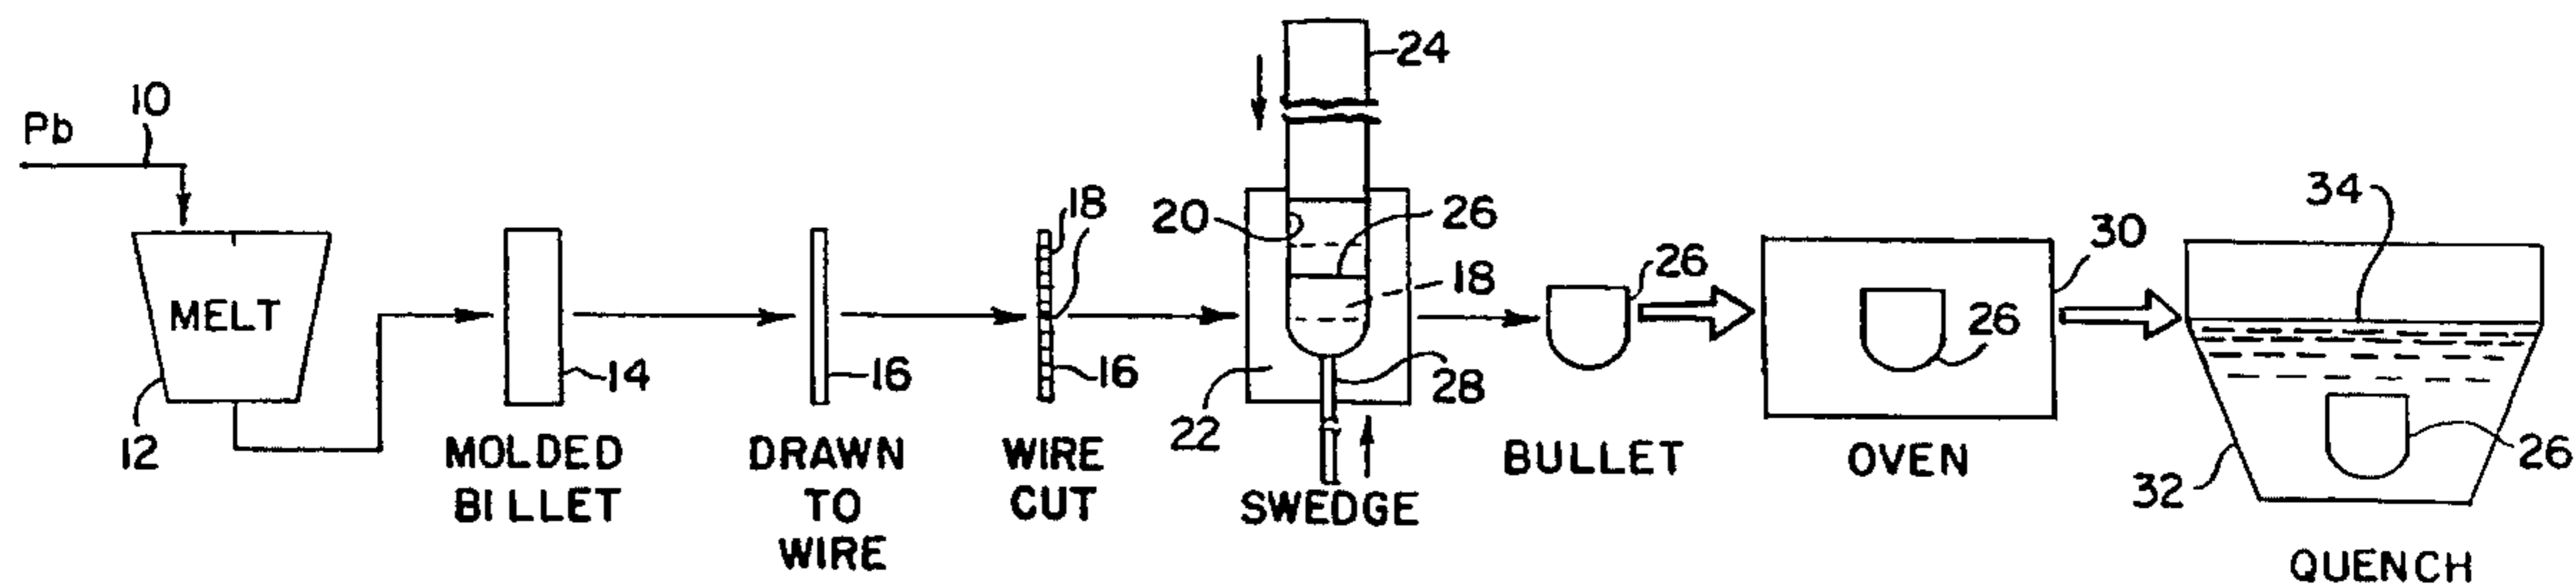 Pb
10
MELT
12
14
MOLDED
BILLET
16
DRAWN
TO
WIRE
18
16
WIRE
CUT
24
20
26
18
22
28
SWEDGE
26
BULLET
30
26
OVEN
34
32
26
QUENCH